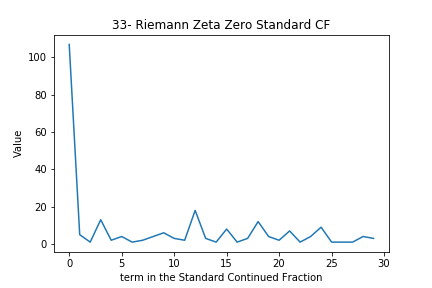 33- Riemann Zeta Zero Standard CF
100
80
60
40
20
0
Value
0 5 10 15 20 25 30
term in the Standard Continued Fraction